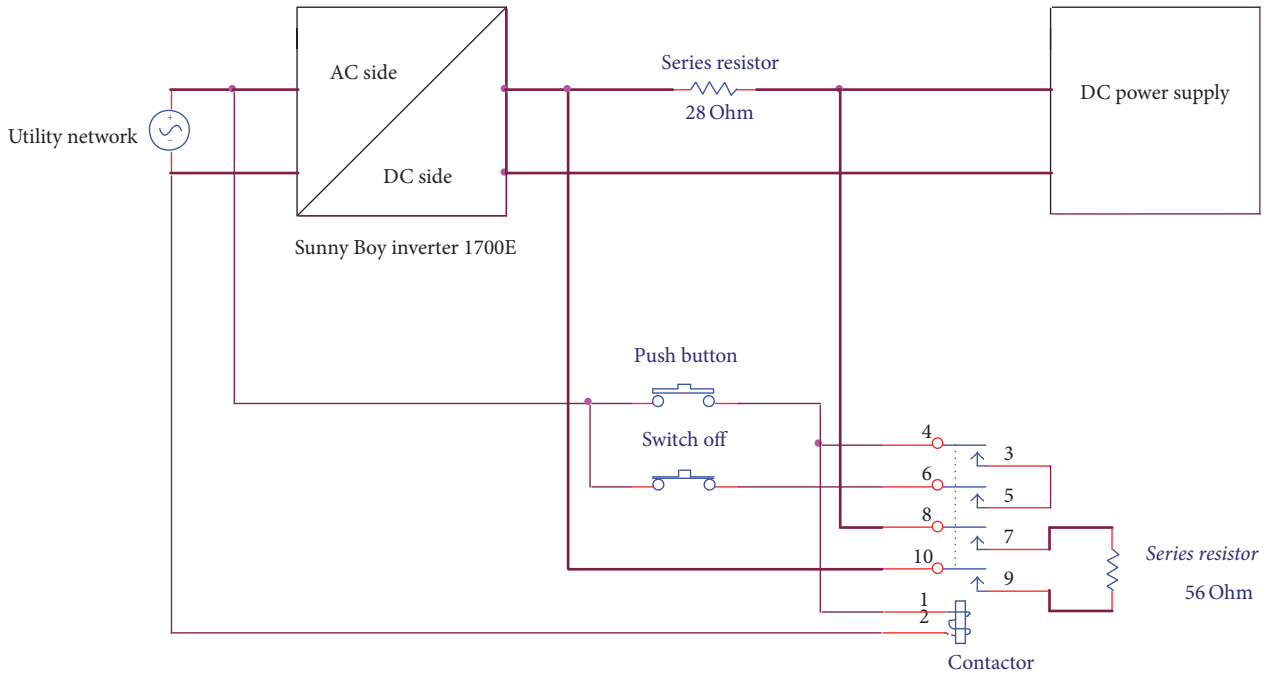 AC side
DC side
Sunny Boy inverter 1700E
Utility network
+
−
Series resistor
28 Ohm
DC power supply
Push button
Switch off
4
3
6
5
8
7
10
9
1
2
Contactor
Series resistor
56 Ohm